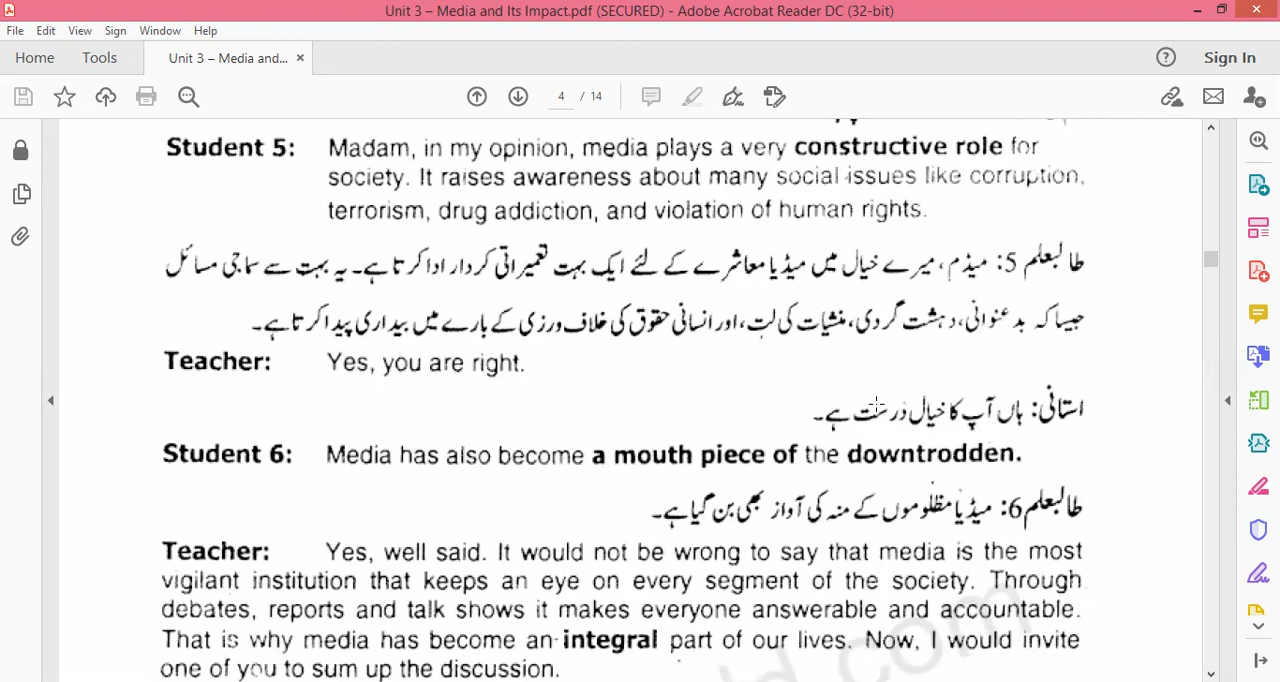 Unit 3 – Media and Its Impact.pdf (SECURED) - Adobe Acrobat Reader DC (32-bit)
File Edit View Sign Window Help
Home Tools Unit 3 – Media and... × Sign In
4 / 14
Student 5: Madam, in my opinion, media plays a very constructive role for
society. It raises awareness about many social issues like corruption,
terrorism, drug addiction, and violation of human rights.
طالبعلم 5: میڈم، میرے خیال میں میڈیا معاشرے کے لئے ایک بہت تعمیراتی کردار ادا کرتا ہے۔ یہ بہت سے سماجی مسائل
جیسا کہ بدعنوانی، دہشت گردی، منشیات کی لت، اور انسانی حقوق کی خلاف ورزی کے بارے میں بیداری پیدا کرتا ہے۔
Teacher: Yes, you are right.
استانی: ہاں آپ کا خیال درست ہے۔
Student 6: Media has also become a mouth piece of the downtrodden.
طالبعلم 6: میڈیا مظلوموں کے منہ کی آواز بھی بن گیا ہے۔
Teacher: Yes, well said. It would not be wrong to say that media is the most
vigilant institution that keeps an eye on every segment of the society. Through
debates, reports and talk shows it makes everyone answerable and accountable.
That is why media has become an integral part of our lives. Now, I would invite
one of you to sum up the discussion.